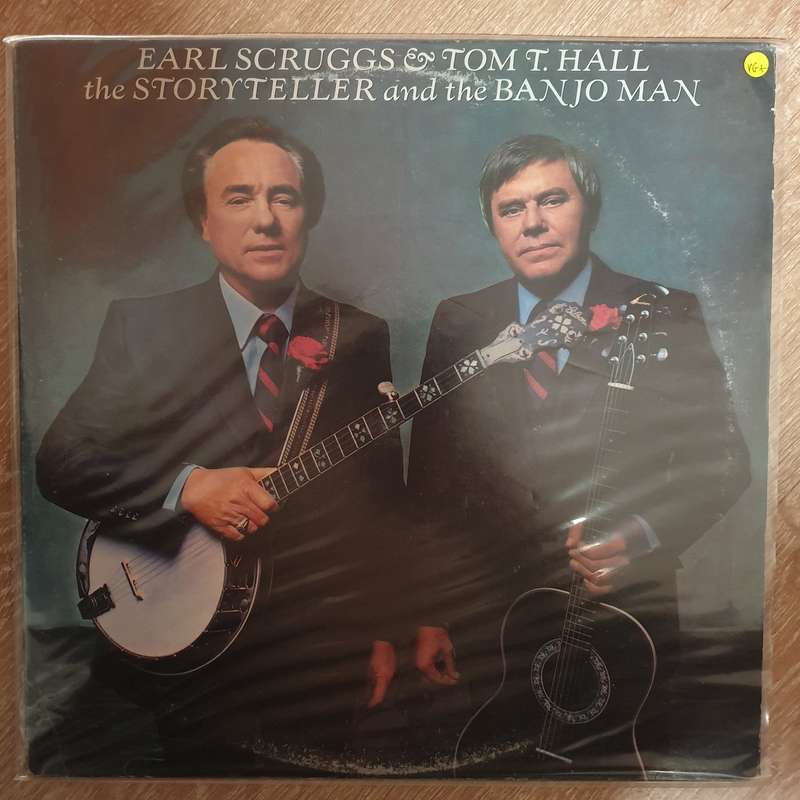 EARL SCRUGGS & TOM T. HALL
the STORYTELLER and the BANJO MAN
VG+